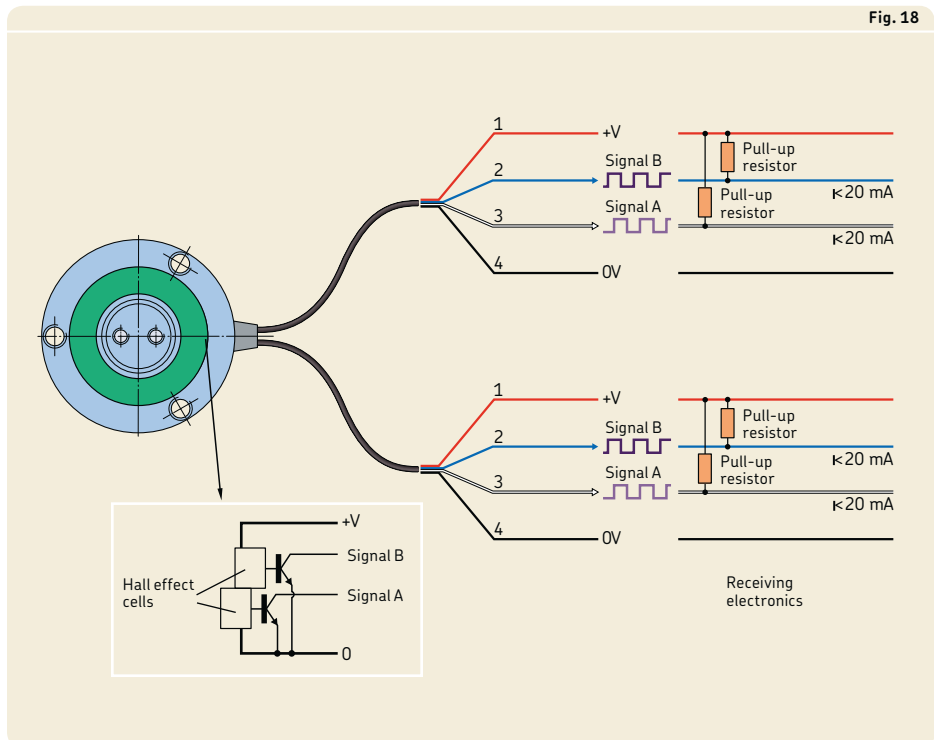 Fig. 18
1
+V
Signal B
2
Pull-up
resistor
I<20 mA
Signal A
3
Pull-up
resistor
I<20 mA
4
0V
1
+V
Signal B
2
Pull-up
resistor
I<20 mA
Signal A
3
Pull-up
resistor
I<20 mA
4
0V
+V
Signal B
Hall effect
cells
Signal A
0
Receiving
electronics